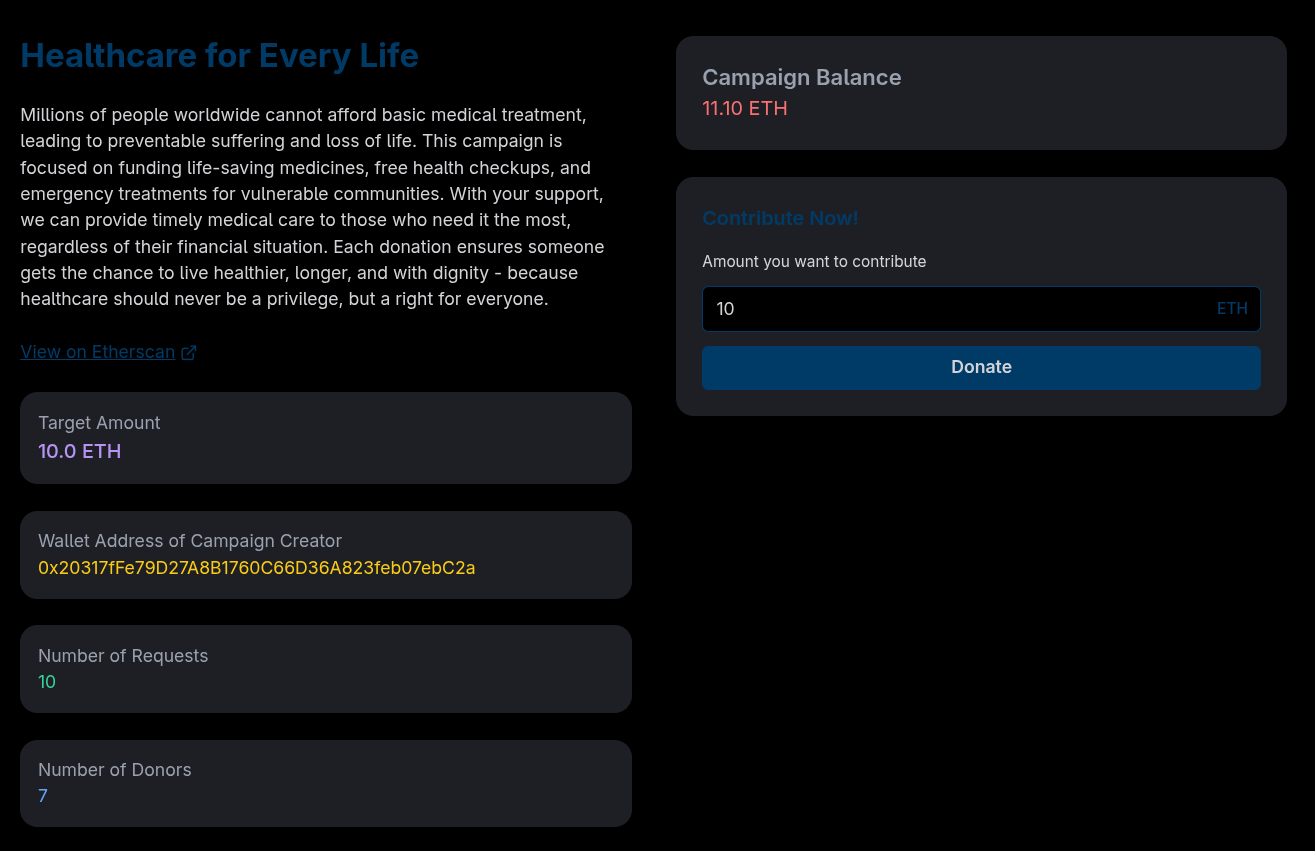 Healthcare for Every Life
Millions of people worldwide cannot afford basic medical treatment,
leading to preventable suffering and loss of life. This campaign is
focused on funding life-saving medicines, free health checkups, and
emergency treatments for vulnerable communities. With your support,
we can provide timely medical care to those who need it the most,
regardless of their financial situation. Each donation ensures someone
gets the chance to live healthier, longer, and with dignity - because
healthcare should never be a privilege, but a right for everyone.
View on Etherscan
Target Amount
10.0 ETH
Wallet Address of Campaign Creator
0x20317fFe79D27A8B1760C66D36A823feb07ebC2a
Number of Requests
10
Number of Donors
7
Campaign Balance
11.10 ETH
Contribute Now!
Amount you want to contribute
10 ETH
Donate